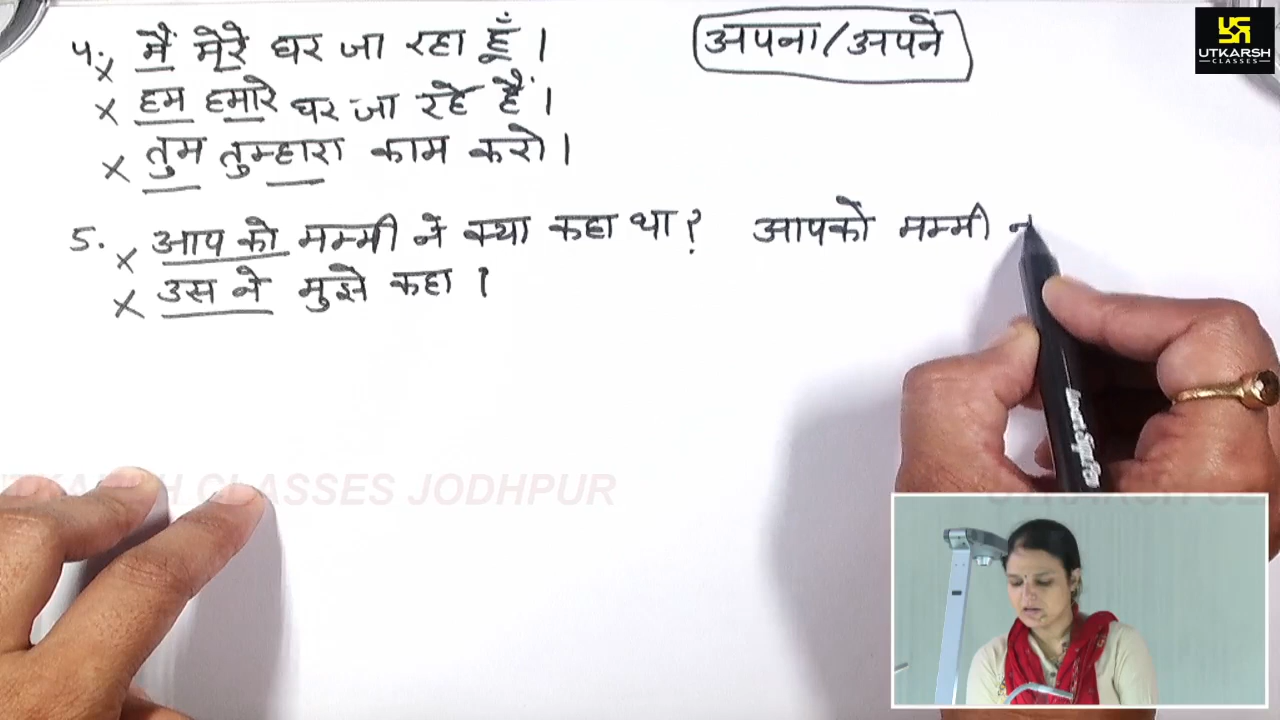 4. × मैं मेरे घर जा रहा हूँ । अपना/अपने
× हम हमारे घर जा रहे हैं ।
× तुम तुम्हारा काम करो ।
5. × आप को मम्मी ने क्या कहा था ? आपको मम्मी न
× उस ने मुझे कहा ।
UTKARSH CLASSES
UTKARSH CLASSES JODHPUR